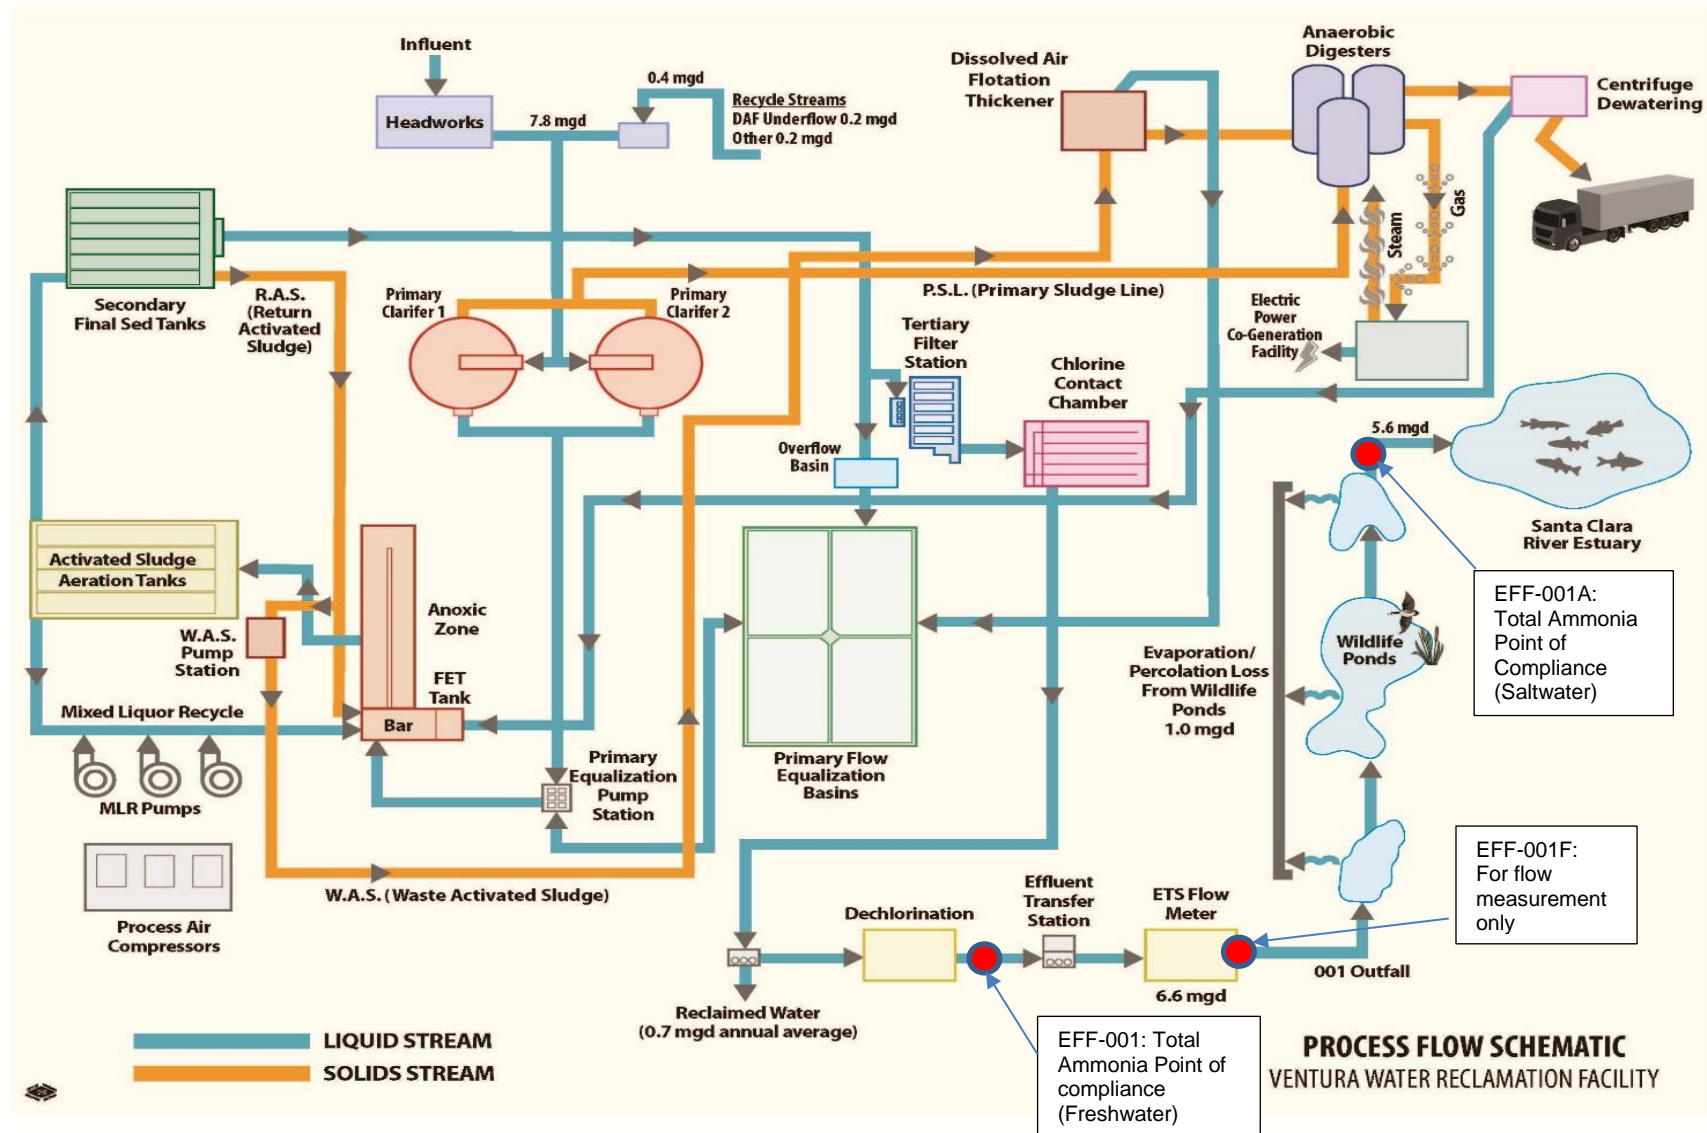 Influent
Headworks
7.8 mgd
0.4 mgd
Recycle Streams
DAF Underflow 0.2 mgd
Other 0.2 mgd
Dissolved Air
Flotation
Thickener
Anaerobic
Digesters
Centrifuge
Dewatering
Gas
Steam
Secondary
Final Sed Tanks
R.A.S.
(Return
Activated
Sludge)
Primary
Clarifer 1
Primary
Clarifer 2
P.S.L. (Primary Sludge Line)
Electric
Power
Co-Generation
Facility
Tertiary
Filter
Station
Chlorine
Contact
Chamber
Overflow
Basin
5.6 mgd
Santa Clara
River Estuary
Activated Sludge
Aeration Tanks
Anoxic
Zone
W.A.S.
Pump
Station
FET
Tank
Bar
Mixed Liquor Recycle
MLR Pumps
Primary
Equalization
Pump
Station
Primary Flow
Equalization
Basins
Evaporation/
Percolation Loss
From Wildlife
Ponds
1.0 mgd
Wildlife
Ponds
EFF-001A:
Total Ammonia
Point of
Compliance
(Saltwater)
EFF-001F:
For flow
measurement
only
Process Air
Compressors
W.A.S. (Waste Activated Sludge)
Dechlorination
Effluent
Transfer
Station
ETS Flow
Meter
6.6 mgd
001 Outfall
Reclaimed Water
(0.7 mgd annual average)
EFF-001: Total
Ammonia Point of
compliance
(Freshwater)
LIQUID STREAM
SOLIDS STREAM
PROCESS FLOW SCHEMATIC
VENTURA WATER RECLAMATION FACILITY